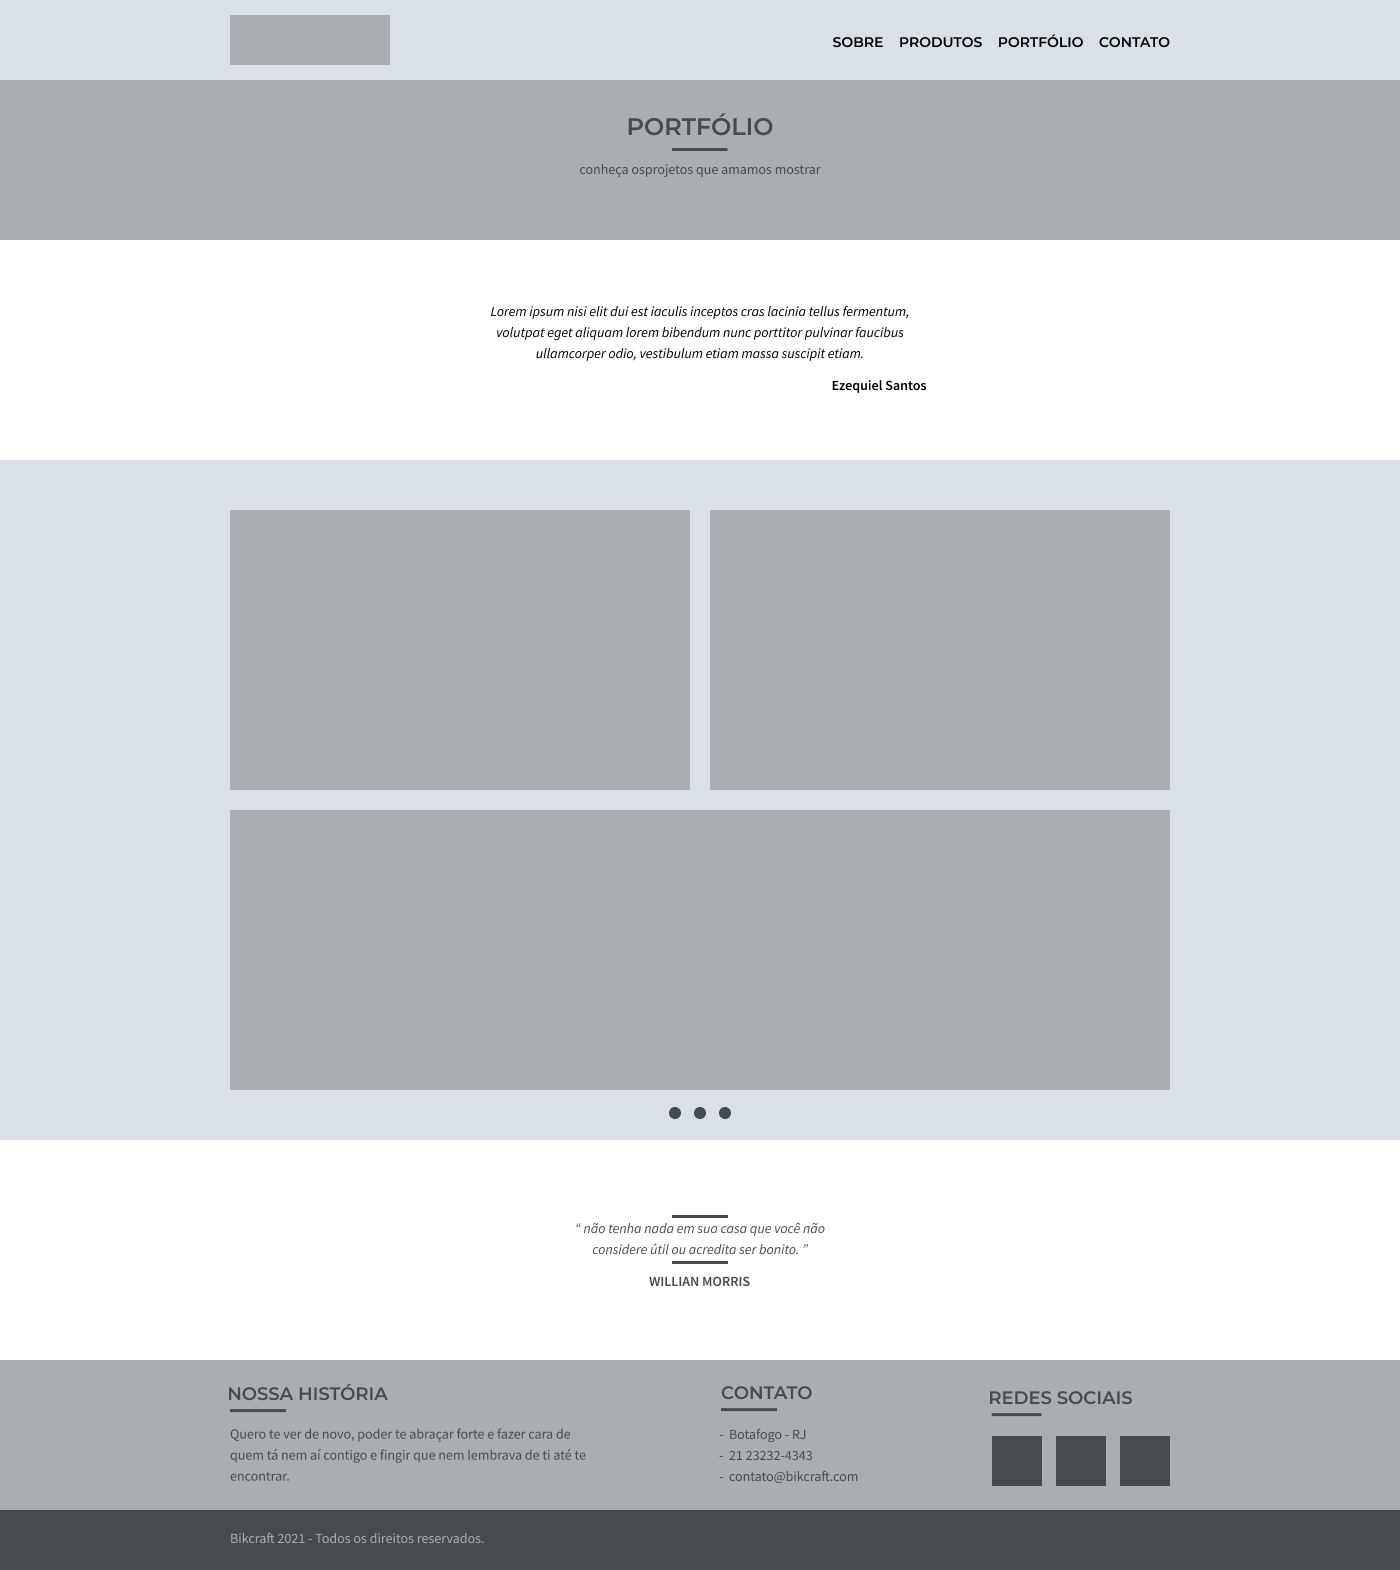 SOBRE PRODUTOS PORTFÓLIO CONTATO
PORTFÓLIO
conheça osprojetos que amamos mostrar
Lorem ipsum nisi elit dui est iaculis inceptos cras lacinia tellus fermentum,
volutpat eget aliquam lorem bibendum nunc porttitor pulvinar faucibus
ullamcorper odio, vestibulum etiam massa suscipit etiam.
Ezequiel Santos
“ não tenha nada em sua casa que você não
considere útil ou acredita ser bonito. ”
WILLIAN MORRIS
NOSSA HISTÓRIA
Quero te ver de novo, poder te abraçar forte e fazer cara de
quem tá nem aí contigo e fingir que nem lembrava de ti até te
encontrar.
CONTATO
- Botafogo - RJ
- 21 23232-4343
- contato@bikcraft.com
REDES SOCIAIS
Bikcraft 2021 - Todos os direitos reservados.